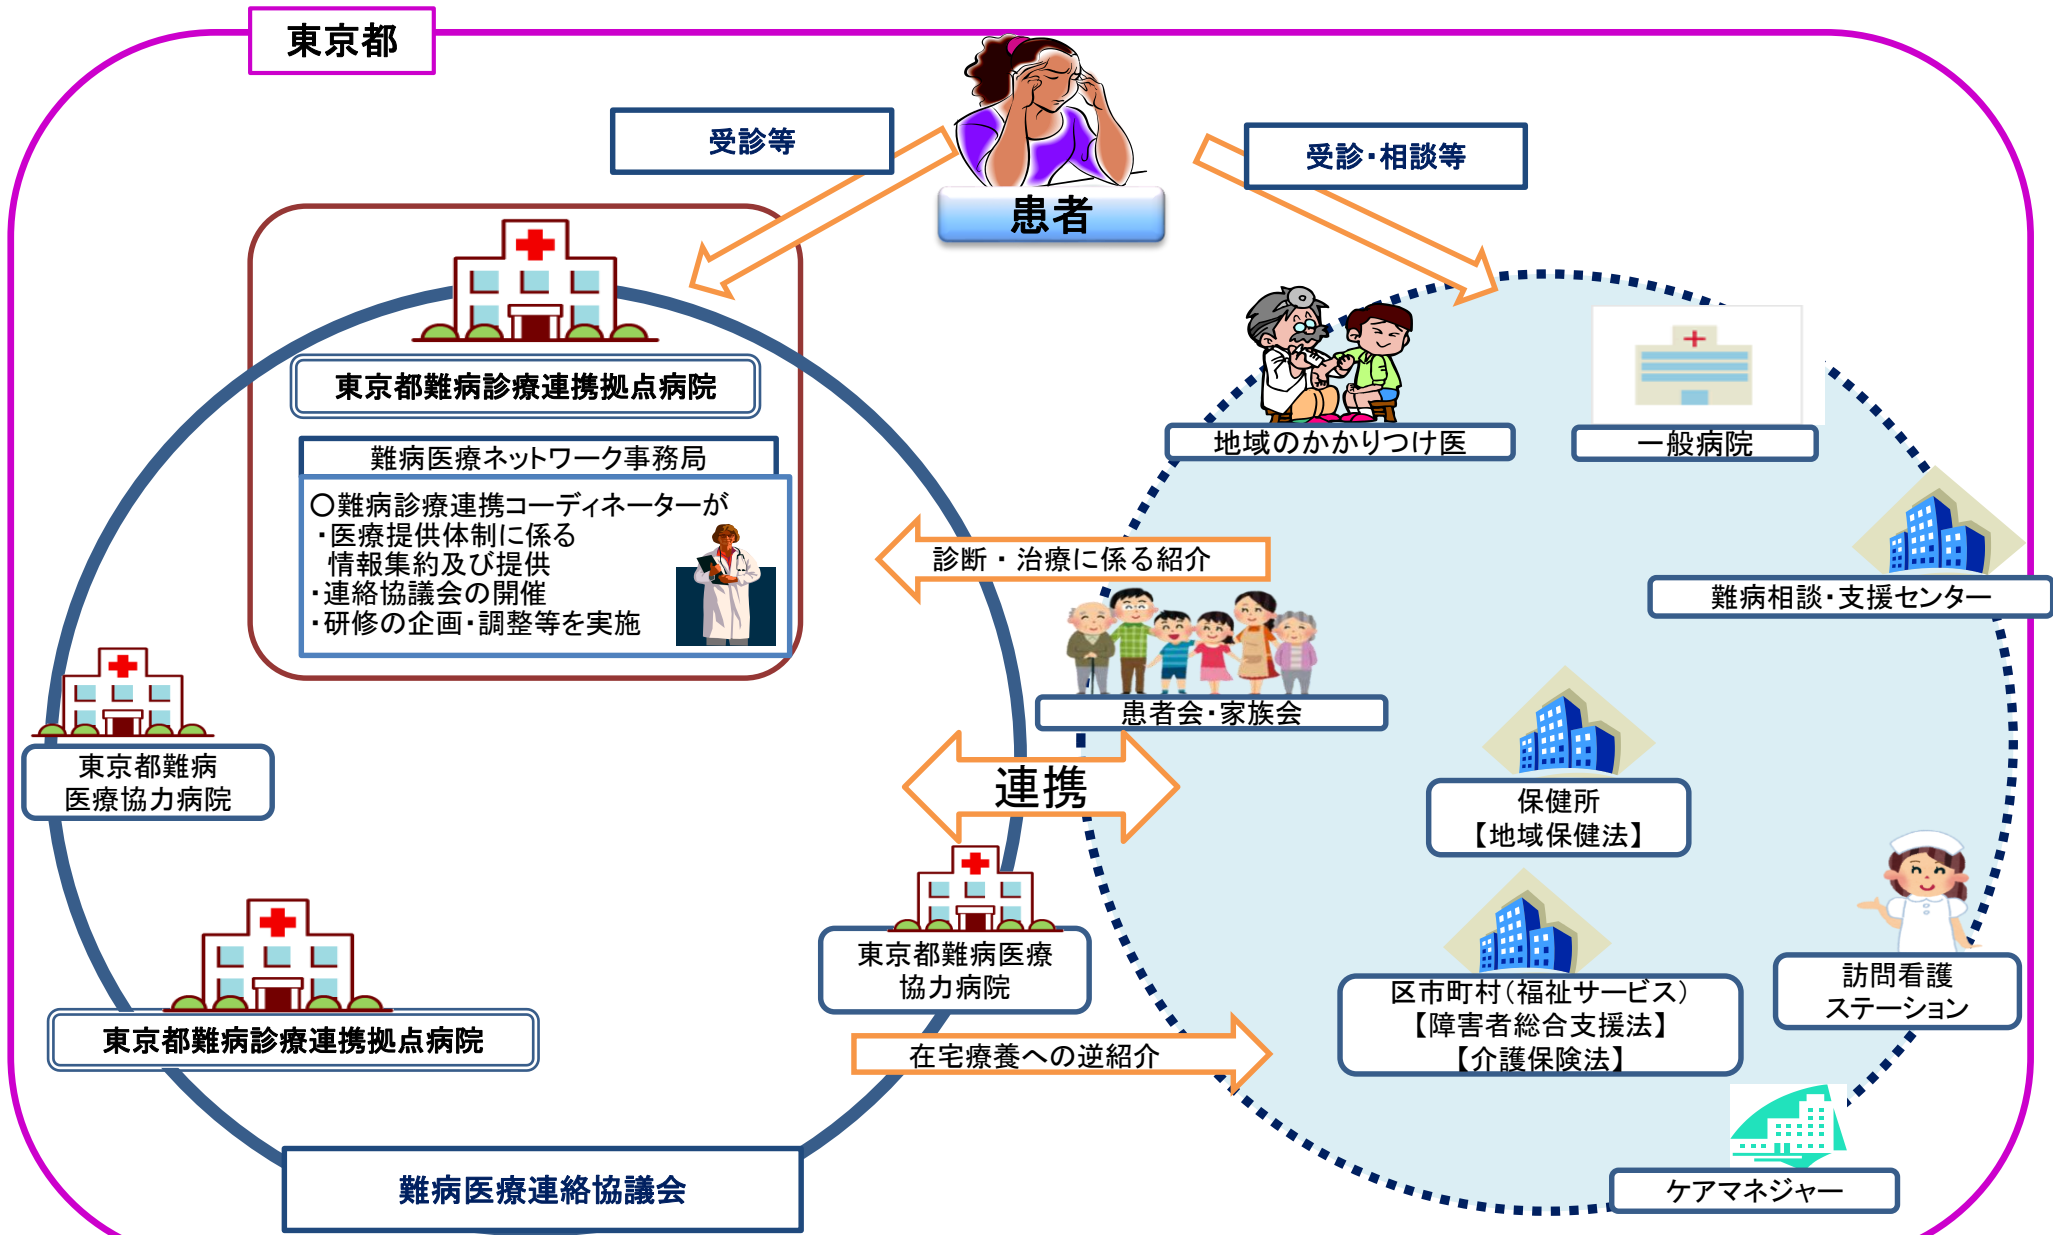 東京都
受診等
受診・相談等
患者
東京都難病診療連携拠点病院
難病医療ネットワーク事務局
〇難病診療連携コーディネーターが
・医療提供体制に係る
情報集約及び提供
・連絡協議会の開催
・研修の企画・調整等を実施
地域のかかりつけ医
一般病院
診断・治療に係る紹介
難病相談・支援センター
患者会・家族会
東京都難病
医療協力病院
連携
保健所
【地域保健法】
東京都難病医療
協力病院
区市町村(福祉サービス)
【障害者総合支援法】
【介護保険法】
訪問看護
ステーション
東京都難病診療連携拠点病院
在宅療養への逆紹介
難病医療連絡協議会
ケアマネジャー